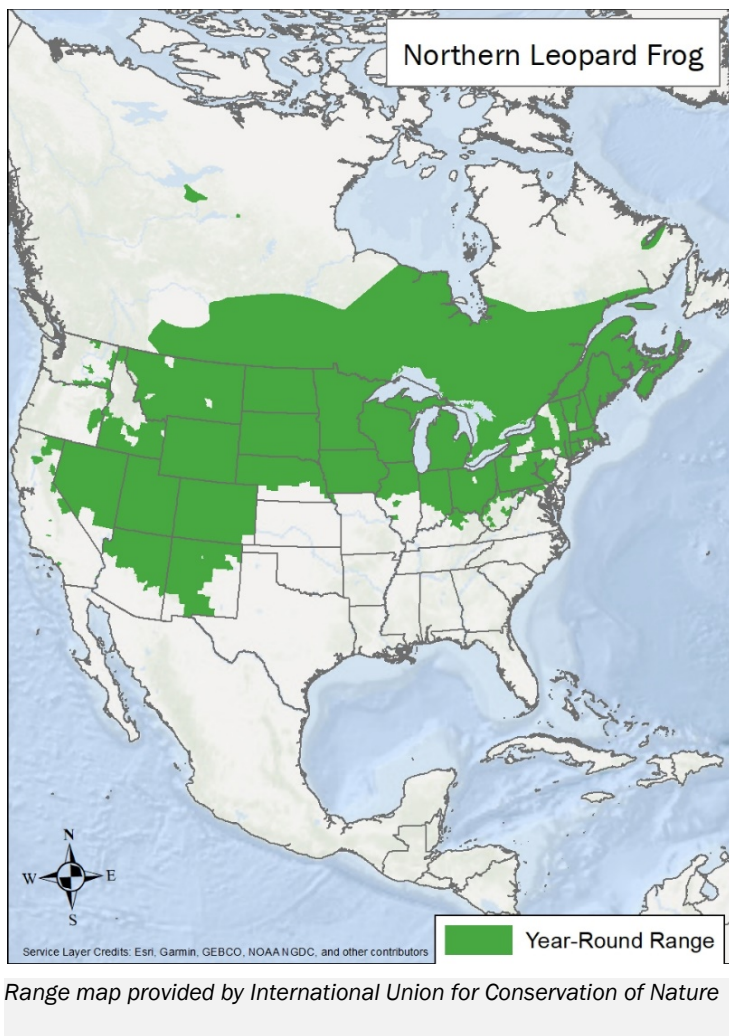 Northern Leopard Frog
N
W E
S
Service Layer Credits: Esri, Garmin, GEBCO, NOAA NGDC, and other contributors
Year-Round Range
Range map provided by International Union for Conservation of Nature